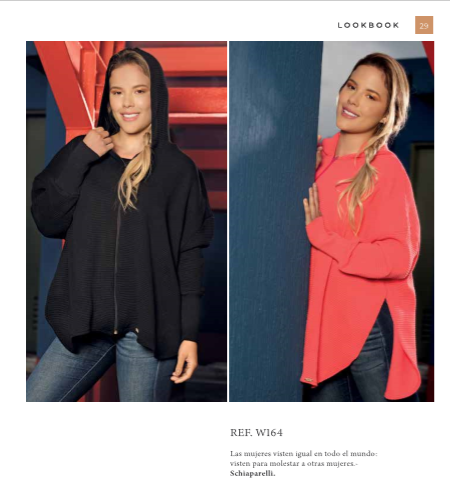 LOOKBOOK 29
REF. W164
Las mujeres visten igual en todo el mundo:
visten para molestar a otras mujeres.-
Schiaparelli.